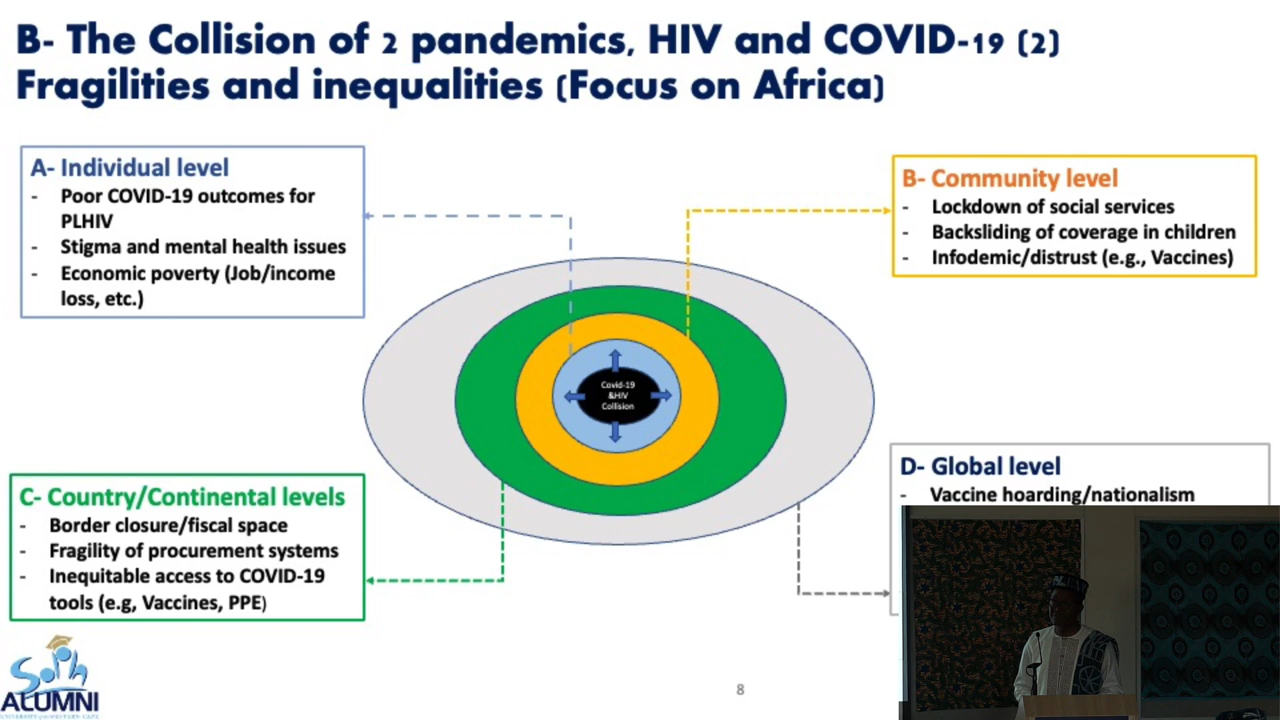 B- The Collision of 2 pandemics, HIV and COVID-19 (2)
Fragilities and inequalities (Focus on Africa)
A- Individual level
- Poor COVID-19 outcomes for
PLHIV
- Stigma and mental health issues
- Economic poverty (Job/income
loss, etc.)
B- Community level
- Lockdown of social services
- Backsliding of coverage in children
- Infodemic/distrust (e.g., Vaccines)
Covid-19
&HIV
Collision
C- Country/Continental levels
- Border closure/fiscal space
- Fragility of procurement systems
- Inequitable access to COVID-19
tools (e.g, Vaccines, PPE)
D- Global level
- Vaccine hoarding/nationalism
SoPH
ALUMNI
8